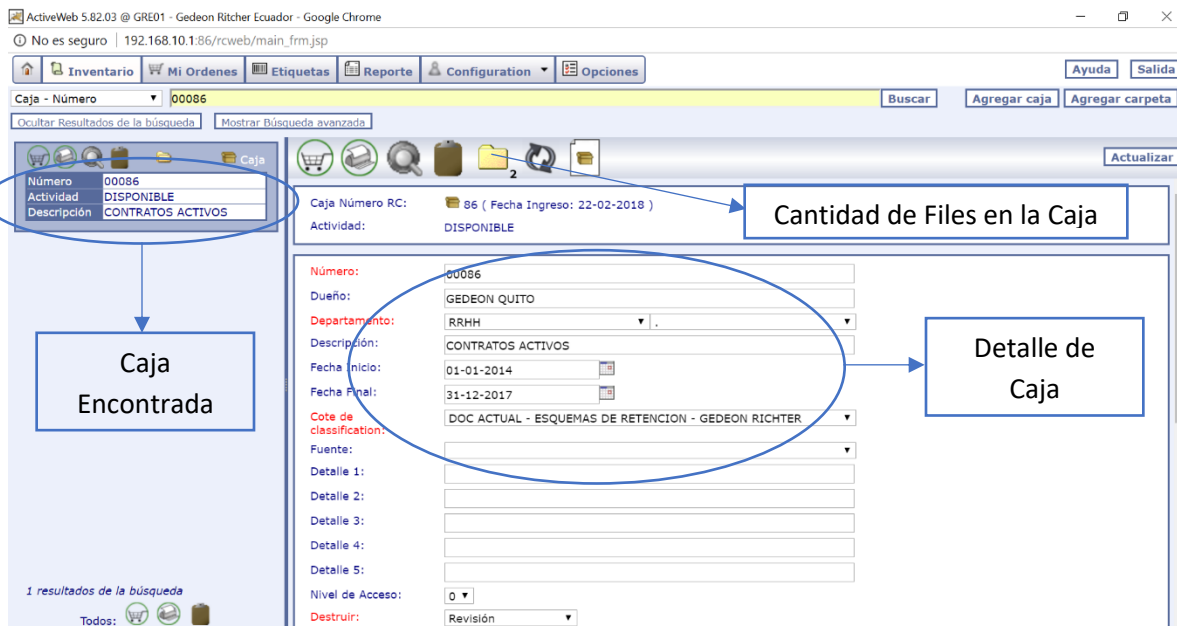 ActiveWeb 5.82.03 @ GRE01 - Gedeon Ritcher Ecuador - Google Chrome
No es seguro | 192.168.10.1:86/rcweb/main_frm.jsp
Inventario Mi Ordenes Etiquetas Reporte Configuration Opciones Ayuda Salida
Caja - Número 00086 Buscar Agregar caja Agregar carpeta
Ocultar Resultados de la búsqueda Mostrar Búsqueda avanzada
Caja
Número 00086
Actividad DISPONIBLE
Descripción CONTRATOS ACTIVOS
Caja
Encontrada
1 resultados de la búsqueda
Todos:
2
Actualizar
Caja Número RC: 86 ( Fecha Ingreso: 22-02-2018 )
Actividad: DISPONIBLE
Cantidad de Files en la Caja
Número: 00086
Dueño: GEDEON QUITO
Departamento: RRHH .
Descripción: CONTRATOS ACTIVOS
Fecha Inicio: 01-01-2014
Fecha Final: 31-12-2017
Cote de classification: DOC ACTUAL - ESQUEMAS DE RETENCION - GEDEON RICHTER
Fuente:
Detalle 1:
Detalle 2:
Detalle 3:
Detalle 4:
Detalle 5:
Nivel de Acceso: 0
Destruir: Revisión
Detalle de
Caja